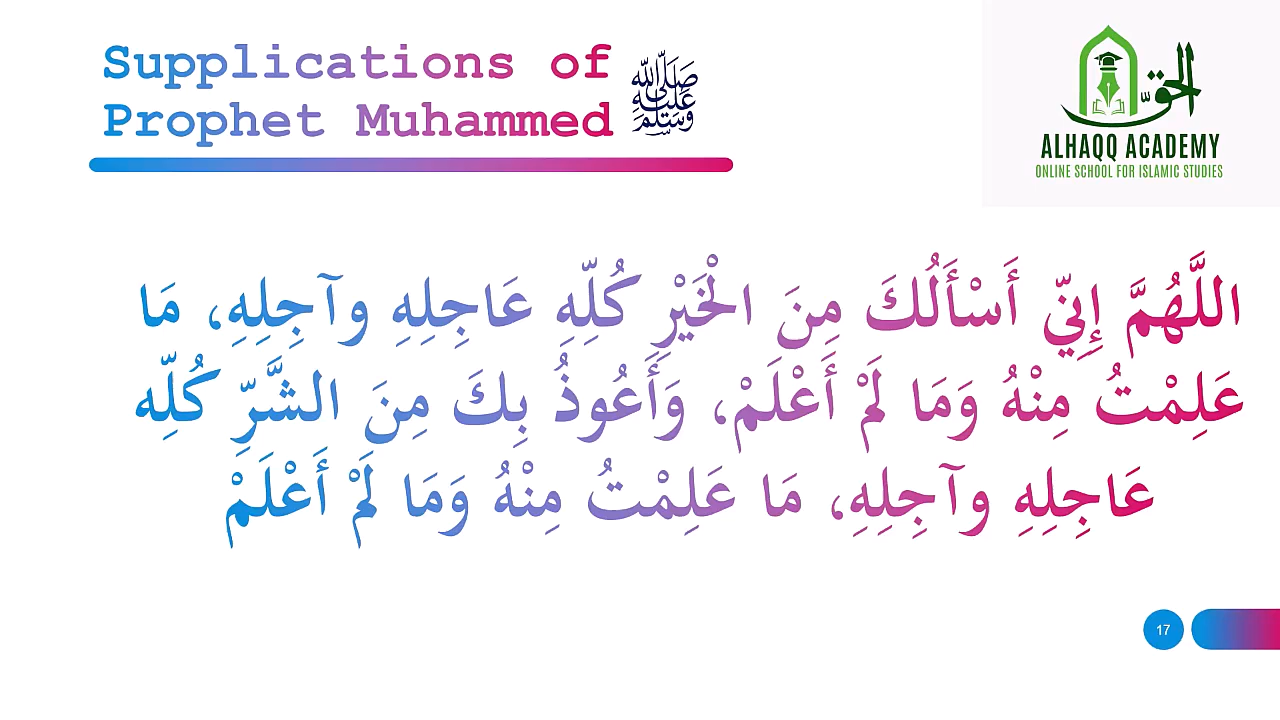 Supplications of
Prophet Muhammed ﷺ
الحق
ALHAQQ ACADEMY
ONLINE SCHOOL FOR ISLAMIC STUDIES
اللَّهُمَّ إِنِّي أَسْأَلُكَ مِنَ الْخَيْرِ كُلِّهِ عَاجِلِهِ وآجِلِهِ، مَا
عَلِمْتُ مِنْهُ وَمَا لَمْ أَعْلَمْ، وَأَعُوذُ بِكَ مِنَ الشَّرِّ كُلِّه
عَاجِلِهِ وآجِلِهِ، مَا عَلِمْتُ مِنْهُ وَمَا لَمْ أَعْلَمْ
17